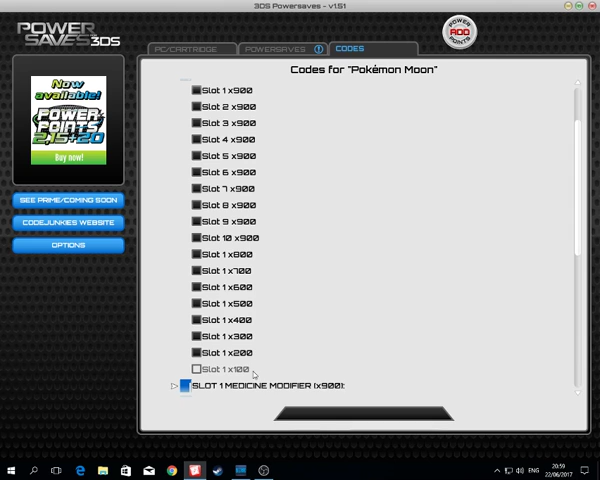 3DS Powersaves - v1.51
POWER
SAVES 3DS
POWER
ADD
POINTS
PC/CARTRIDGE
POWERSAVES
CODES
Codes for "Pokémon Moon"
Now
available!
POWER
POINTS
Buy now!
SEE PRIME/COMING SOON
CODEJUNKIES WEBSITE
OPTIONS
Slot 1 x900
Slot 2 x900
Slot 3 x900
Slot 4 x900
Slot 5 x900
Slot 6 x900
Slot 7 x900
Slot 8 x900
Slot 9 x900
Slot 10 x900
Slot 1 x800
Slot 1 x700
Slot 1 x600
Slot 1 x500
Slot 1 x400
Slot 1 x300
Slot 1 x200
Slot 1 x100
SLOT 1 MEDICINE MODIFIER (x900):
ENG
20:59
22/06/2017